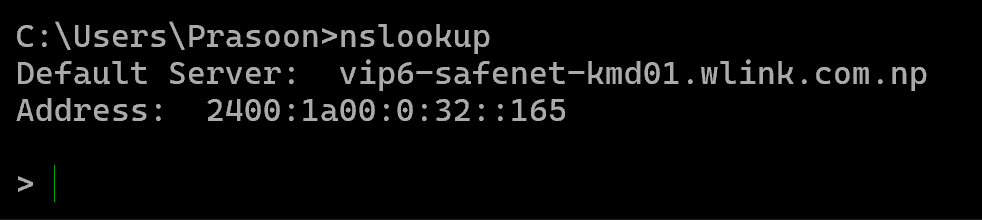 C:\Users\Prasoon>nslookup
Default Server:  vip6-safenet-kmd01.wlink.com.np
Address:  2400:1a00:0:32::165
>